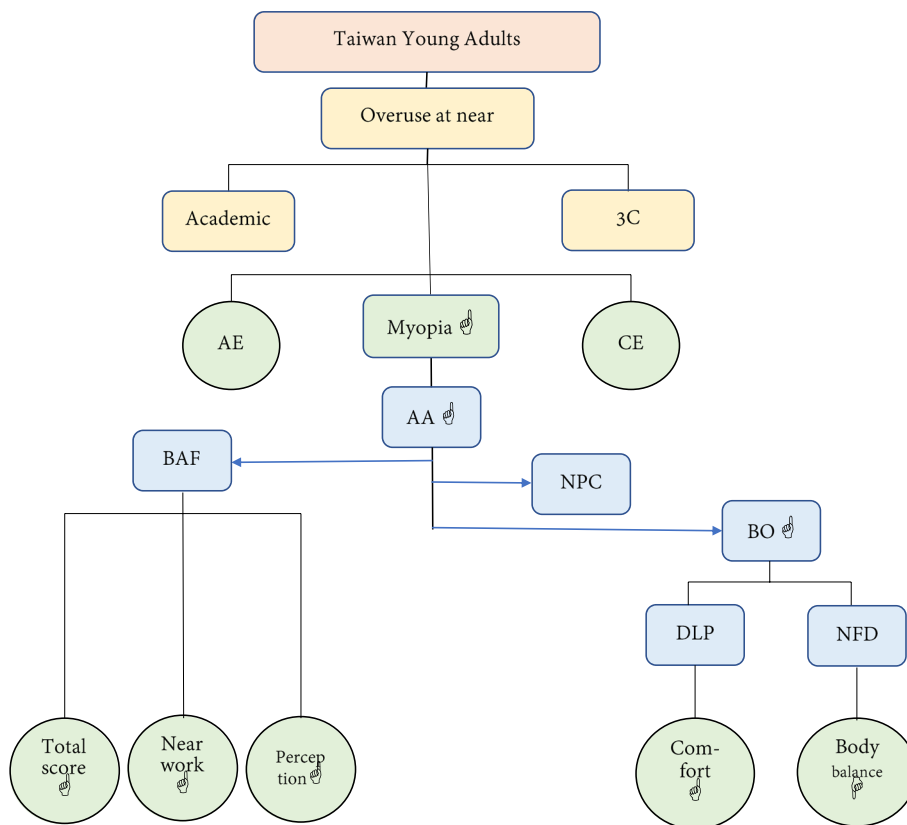 Taiwan Young Adults
Overuse at near
Academic
3C
AE
Myopia
CE
AA
BAF
NPC
BO
DLP
NFD
Total
score
Near
work
Percep
tion
Com-
fort
Body
balance